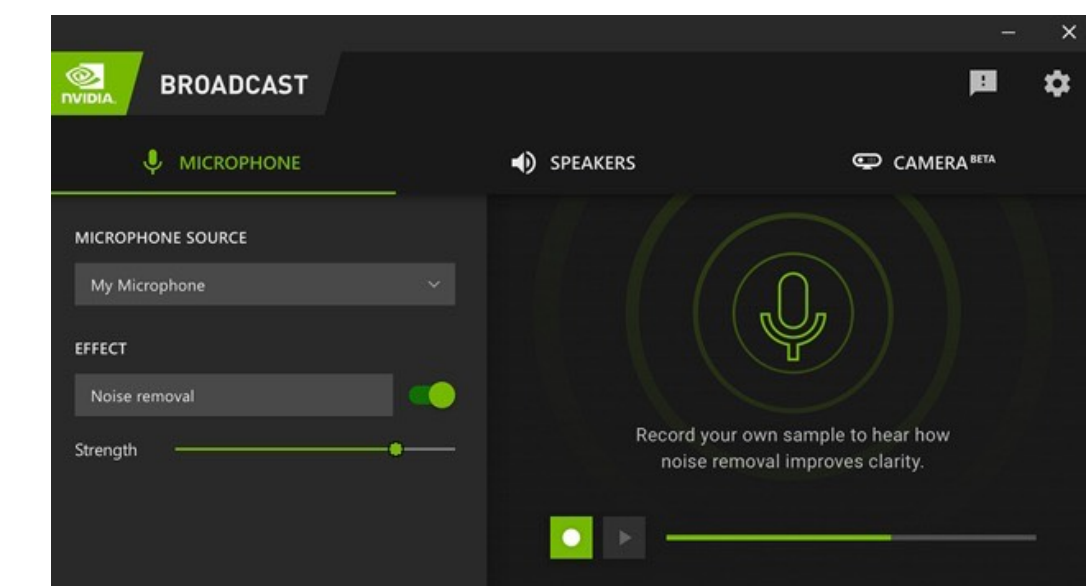 NVIDIA.
BROADCAST
MICROPHONE
SPEAKERS
CAMERA BETA
MICROPHONE SOURCE
My Microphone
EFFECT
Noise removal
Strength
Record your own sample to hear how
noise removal improves clarity.